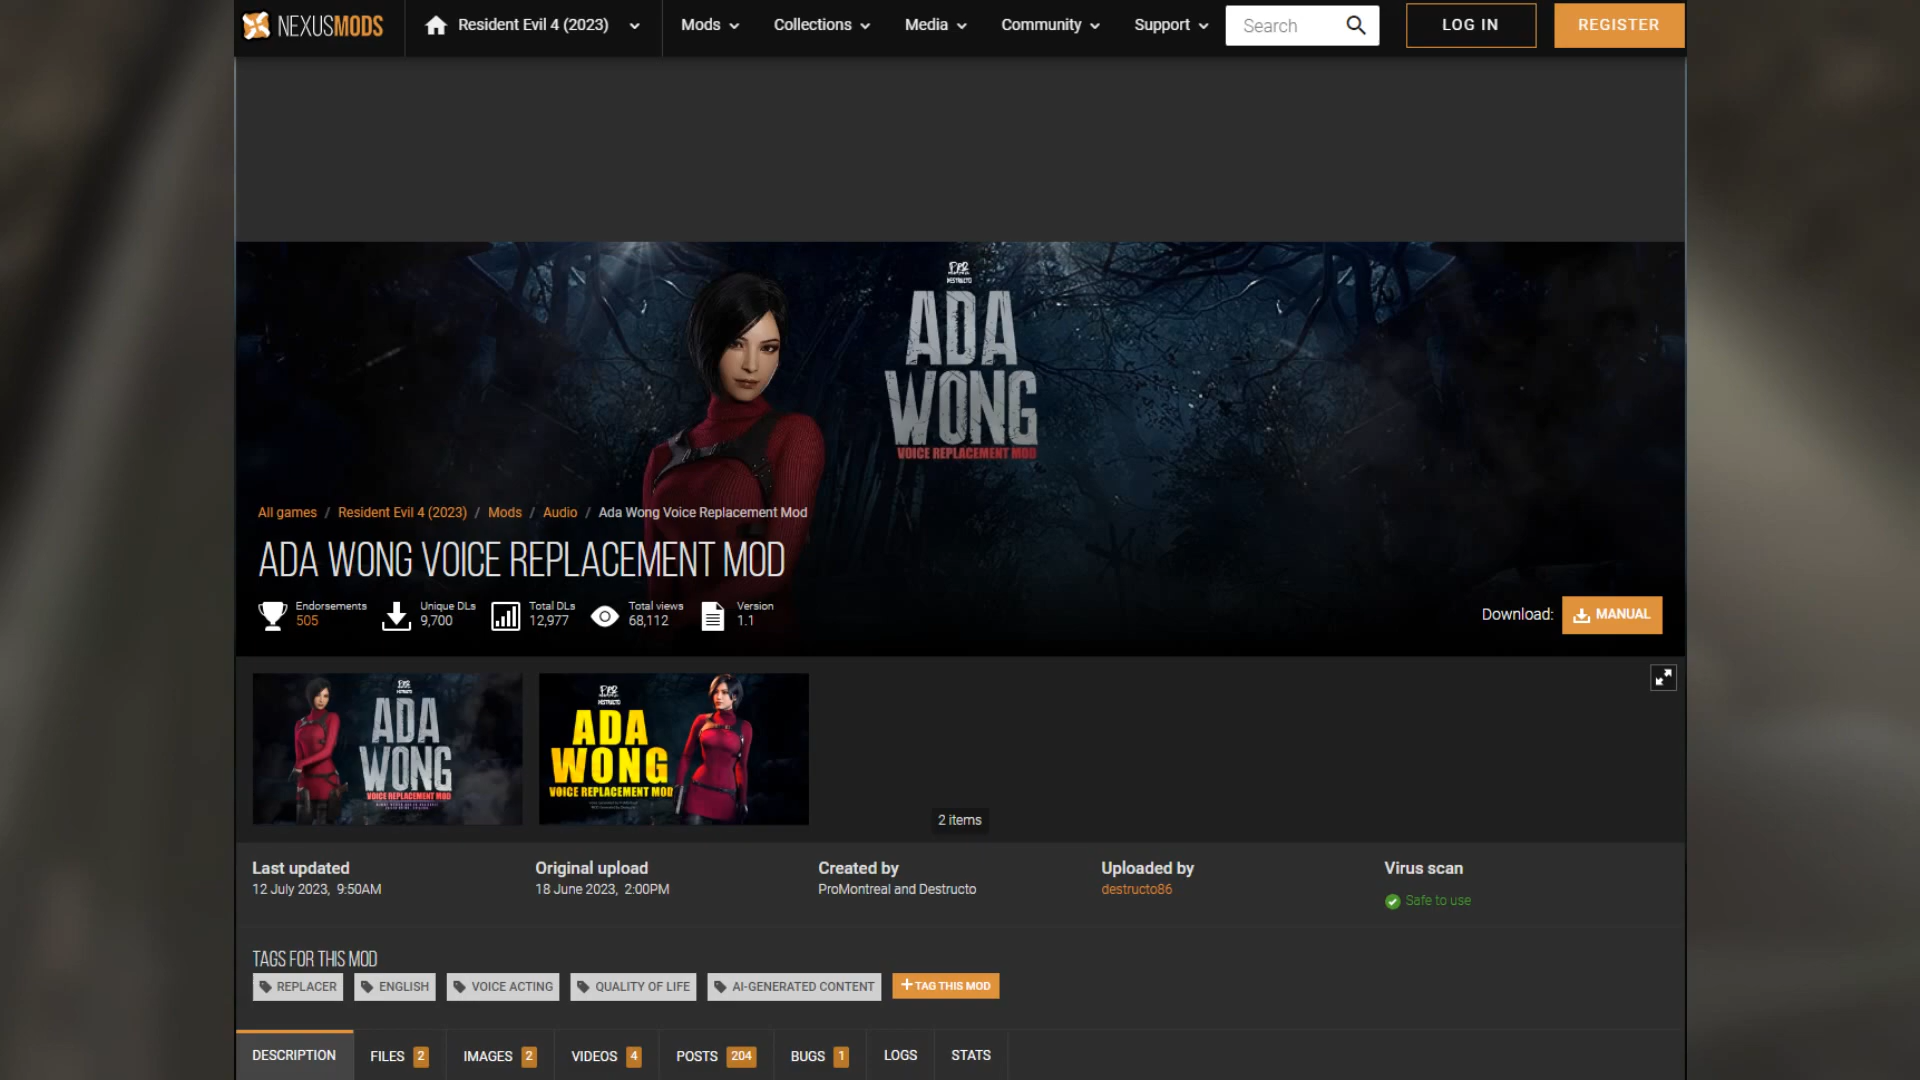 NEXUSMODS
Resident Evil 4 (2023)
Mods
Collections
Media
Community
Support
Search
LOG IN
REGISTER
DESTRUCTO
ADA
WONG
VOICE REPLACEMENT MOD
All games / Resident Evil 4 (2023) / Mods / Audio / Ada Wong Voice Replacement Mod
ADA WONG VOICE REPLACEMENT MOD
Endorsements
505
Unique DLs
9,700
Total DLs
12,977
Total views
68,112
Version
1.1
Download:
MANUAL
ADA
WONG
VOICE REPLACEMENT MOD
ADA
WONG
VOICE REPLACEMENT MOD
2 items
Last updated
12 July 2023, 9:50AM
Original upload
18 June 2023, 2:00PM
Created by
ProMontreal and Destructo
Uploaded by
destructo86
Virus scan
Safe to use
TAGS FOR THIS MOD
REPLACER
ENGLISH
VOICE ACTING
QUALITY OF LIFE
AI-GENERATED CONTENT
+TAG THIS MOD
DESCRIPTION
FILES 2
IMAGES 2
VIDEOS 4
POSTS 204
BUGS 1
LOGS
STATS